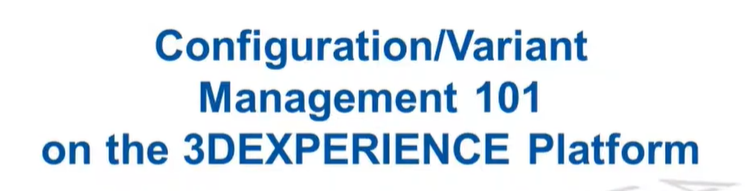 Configuration/Variant
Management 101
on the 3DEXPERIENCE Platform